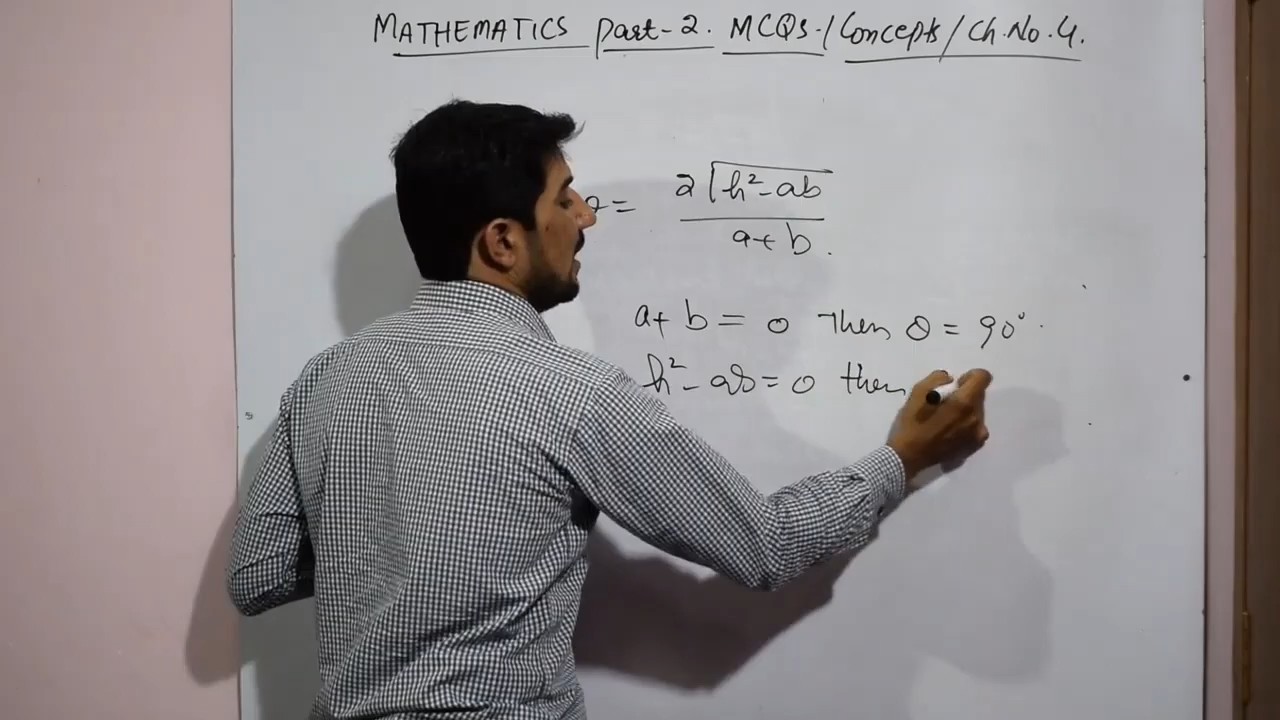 MATHEMATICS part-2. MCQs./Concepts/Ch.No.4.
= 2√h²-ab / a+b.
a+b = 0 Then θ = 90°.
h²-ab = 0 then